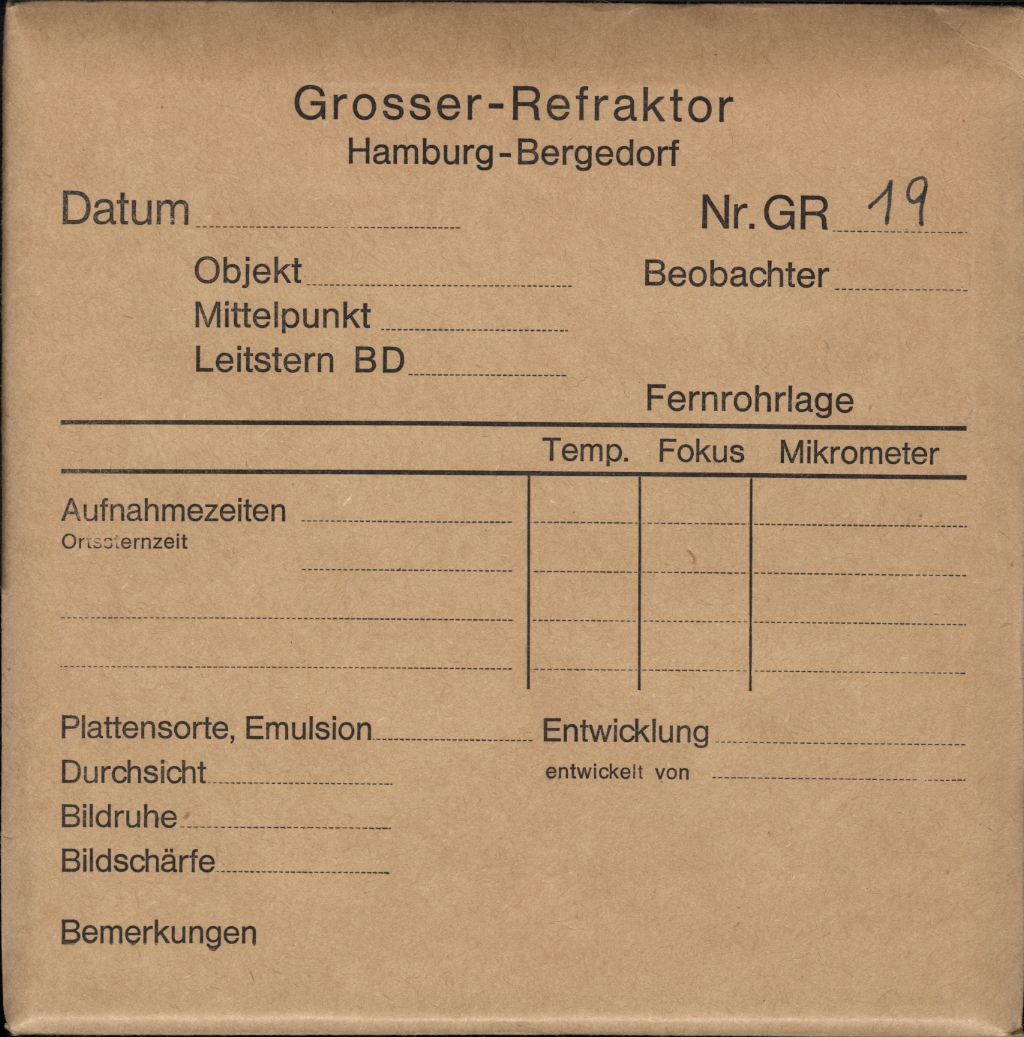 Grosser-Refraktor
Hamburg-Bergedorf
Datum Nr. GR 19
Objekt Beobachter
Mittelpunkt
Leitstern BD
Fernrohrlage
Temp. Fokus Mikrometer
Aufnahmezeiten
Ortssternzeit
Plattensorte, Emulsion Entwicklung
Durchsicht entwickelt von
Bildruhe
Bildschärfe
Bemerkungen